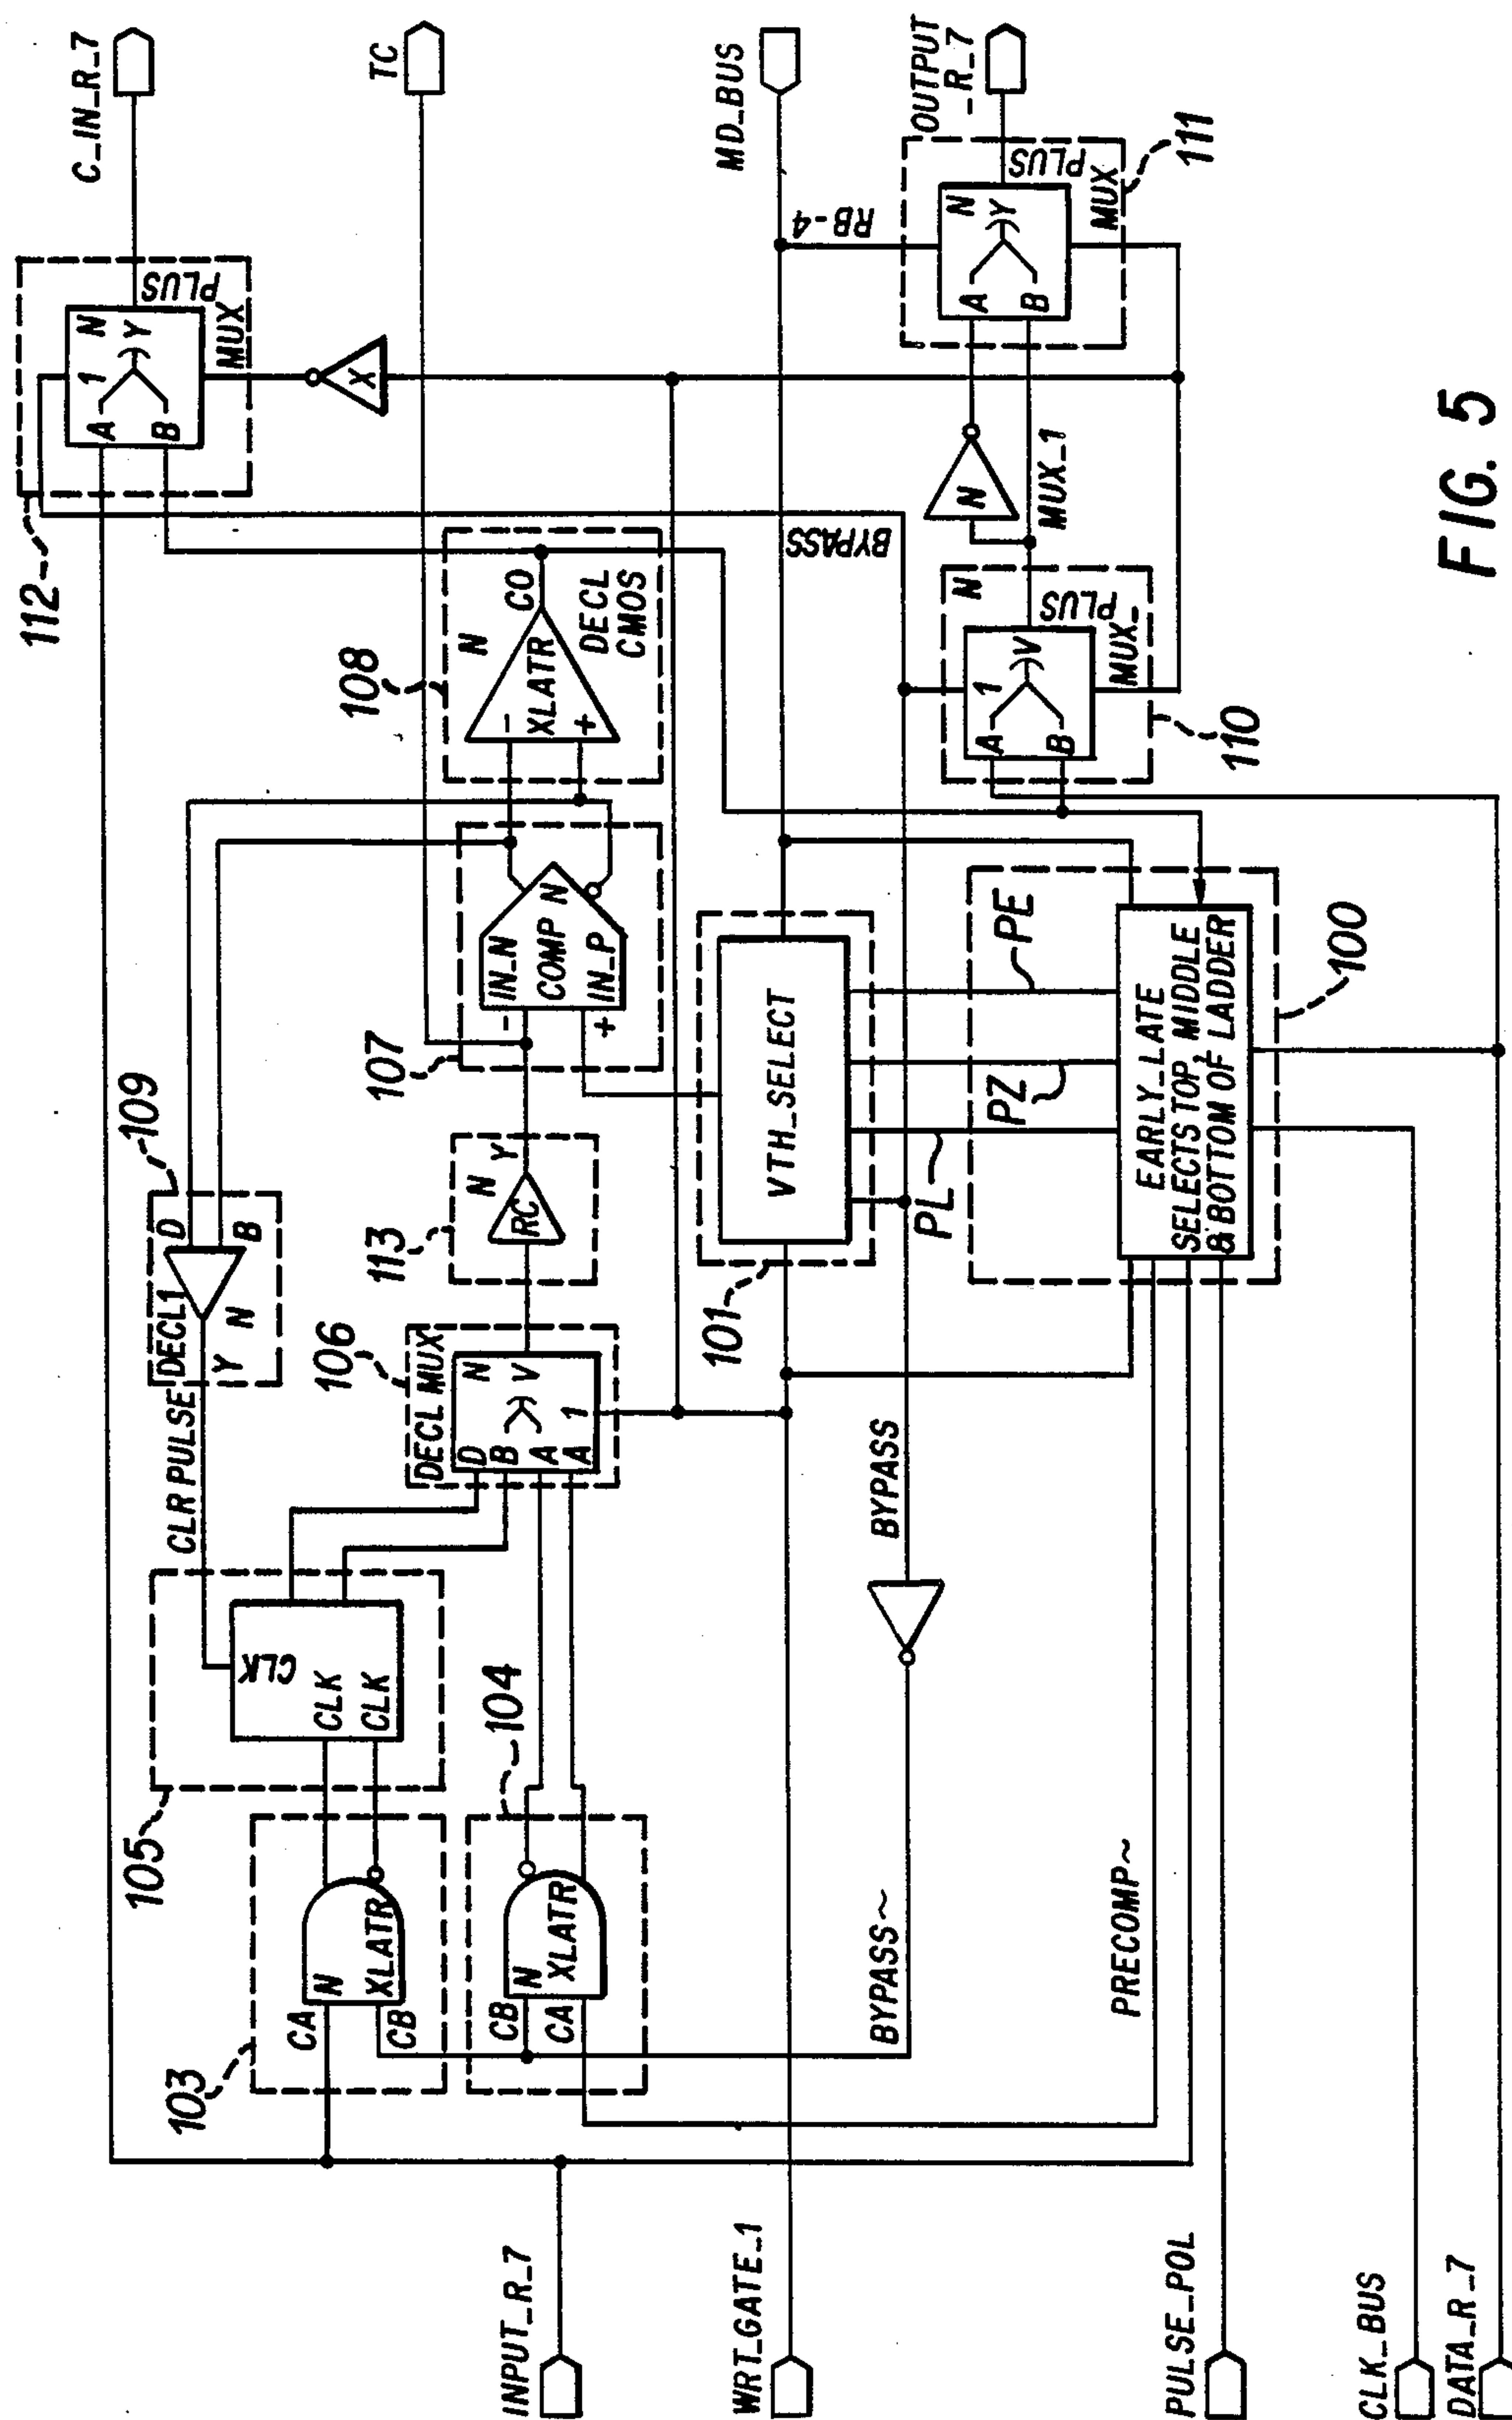 C_IN_R_7
TC
MD_BUS
OUTPUT
_R_7
112
A
1
N
Y
B
PLUS
MUX
X
RB-4
A
N
Y
B
PLUS
MUX
111
N
MUX_1
BYPASS
108
N
CO
XLATR
-
+
DECL
CMOS
N
A
1
V
B
PLUS
MUX_
110
107
IN_N
COMP
N
IN_P
-
+
109
D
B
DECL1
Y
N
CLR PULSE
113
N
Y
RC
106
DECL MUX
D
B
A
A
N
V
1
101
VTH_SELECT
PE
PZ
PL
EARLY_LATE
SELECTS TOP, MIDDLE
& BOTTOM OF LADDER
100
BYPASS
105
CLK
CLK
CLK
104
103
CA
CB
N
XLATR
CB
CA
N
XLATR
BYPASS~
PRECOMP~
INPUT_R_7
WRT_GATE_1
PULSE_POL
CLK_BUS
DATA_R_7
FIG. 5